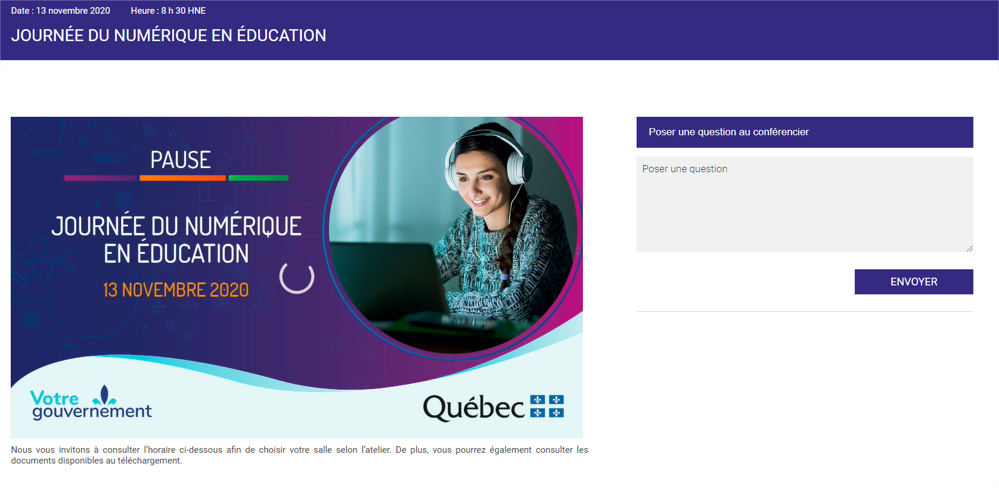 Date : 13 novembre 2020 Heure : 8 h 30 HNE
JOURNÉE DU NUMÉRIQUE EN ÉDUCATION
PAUSE
JOURNÉE DU NUMÉRIQUE
EN ÉDUCATION
13 NOVEMBRE 2020
Votre
gouvernement
Québec
Nous vous invitons à consulter l’horaire ci-dessous afin de choisir votre salle selon l’atelier. De plus, vous pourrez également consulter les
documents disponibles au téléchargement.
Poser une question au conférencier
Poser une question
ENVOYER